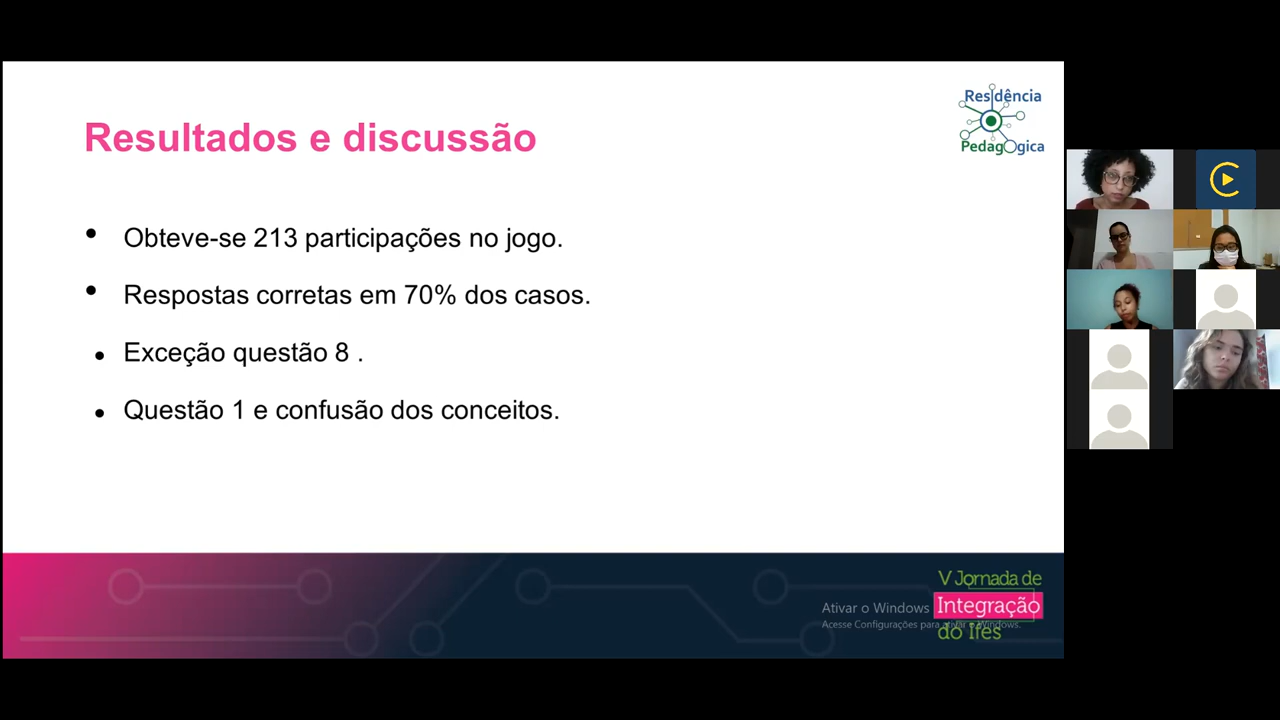 Residência
PedagOgica
Resultados e discussão
• Obteve-se 213 participações no jogo.
• Respostas corretas em 70% dos casos.
• Exceção questão 8 .
• Questão 1 e confusão dos conceitos.
V Jornada de
Integração
do Ifes
Ativar o Windows
Acesse Configurações para ativar o Windows.